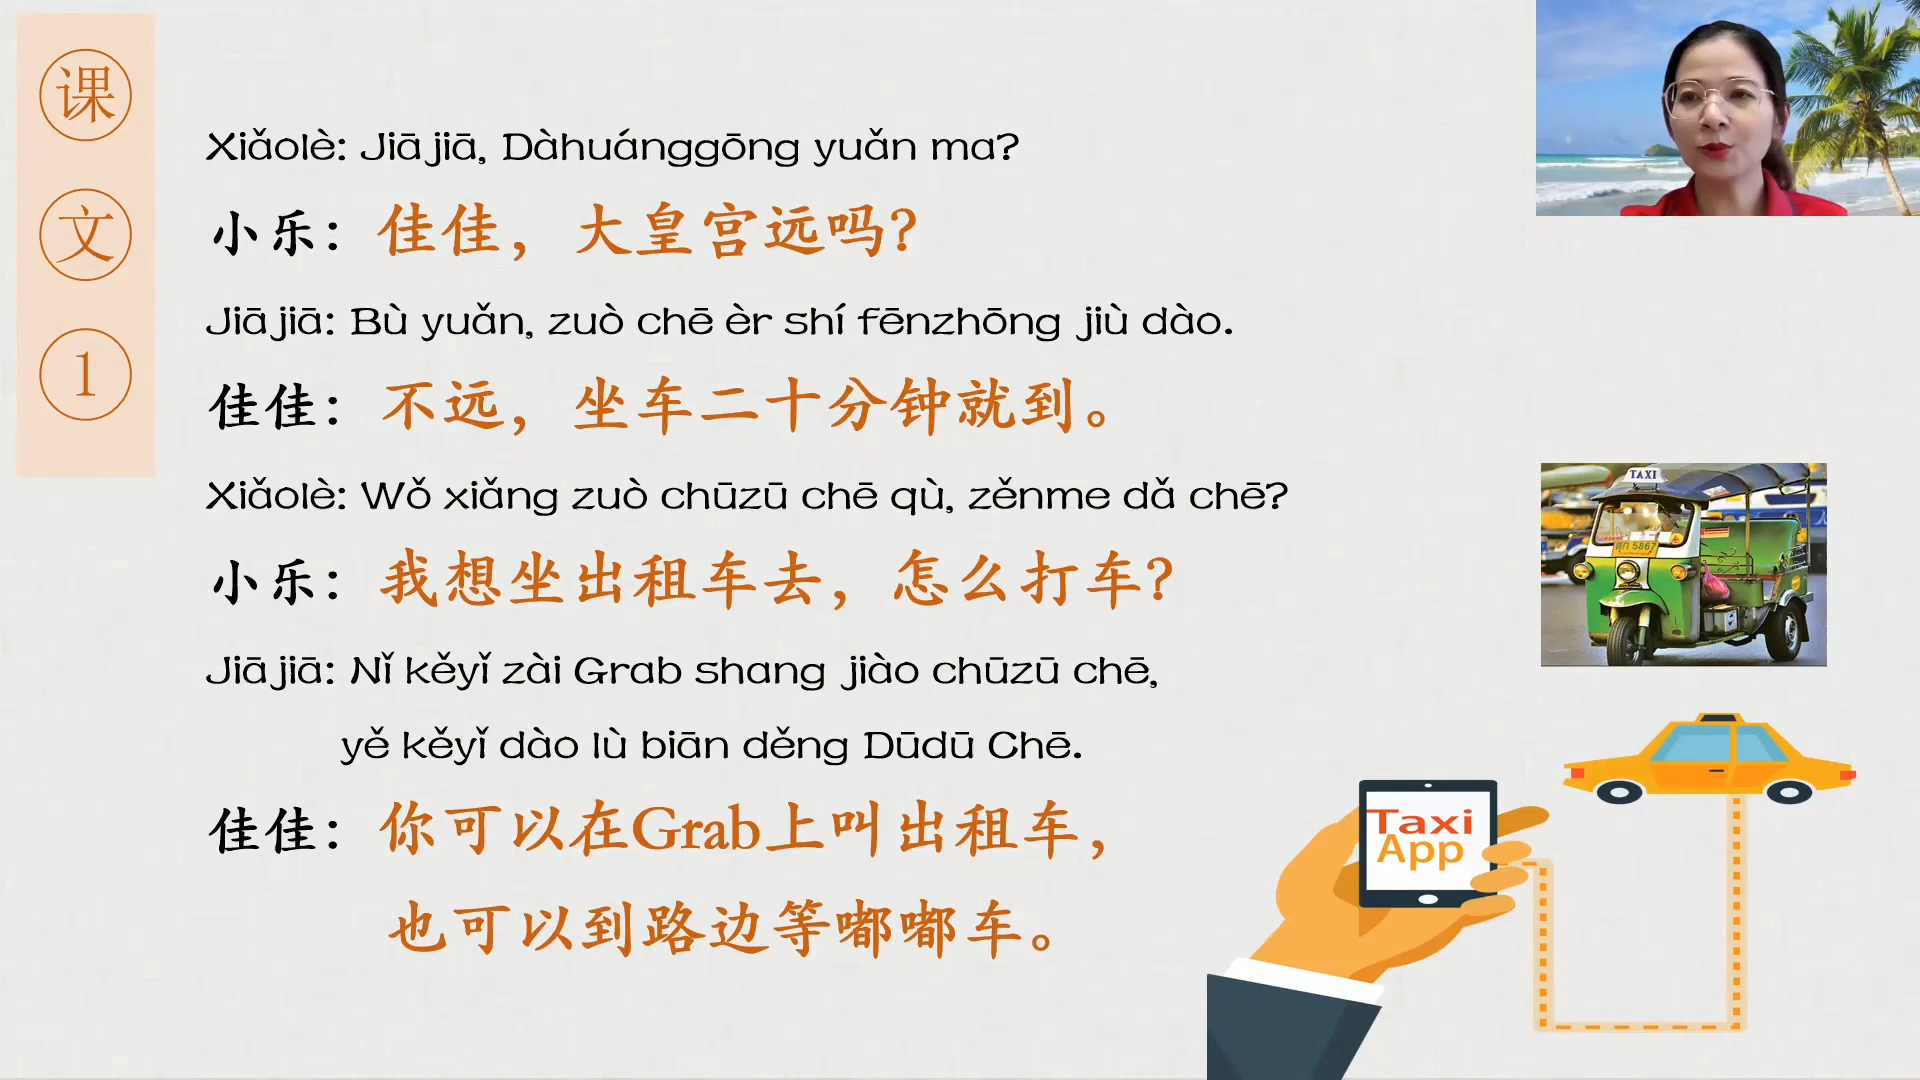 课
文
1
Xiǎolè: Jiājiā, Dàhuánggōng yuǎn ma?
小乐：佳佳，大皇宫远吗？
Jiājiā: Bù yuǎn, zuò chē èr shí fēnzhōng jiù dào.
佳佳：不远，坐车二十分钟就到。
Xiǎolè: Wǒ xiǎng zuò chūzū chē qù, zěnme dǎ chē?
小乐：我想坐出租车去，怎么打车？
Jiājiā: Nǐ kěyǐ zài Grab shang jiào chūzū chē,
yě kěyǐ dào lù biān děng Dūdū Chē.
佳佳：你可以在Grab上叫出租车，
也可以到路边等嘟嘟车。
TAXI
Taxi
App